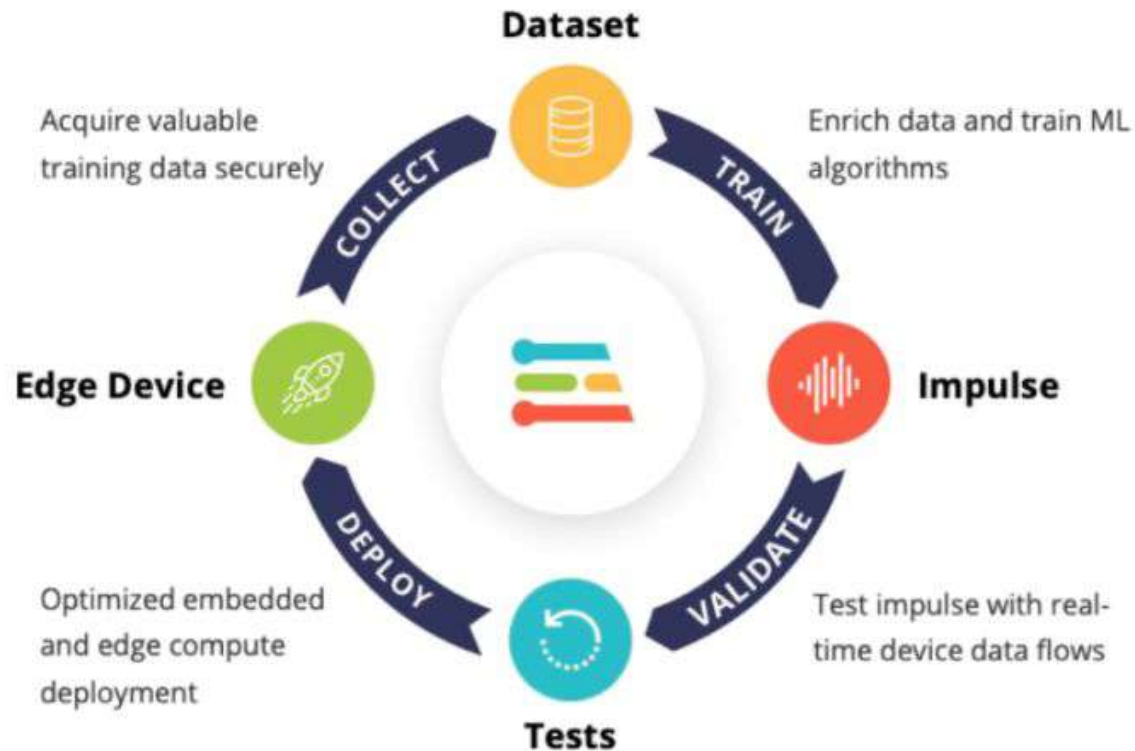 Dataset
Acquire valuable
training data securely
Enrich data and train ML
algorithms
COLLECT
TRAIN
Edge Device
Impulse
DEPLOY
VALIDATE
Optimized embedded
and edge compute
deployment
Test impulse with real-
time device data flows
Tests